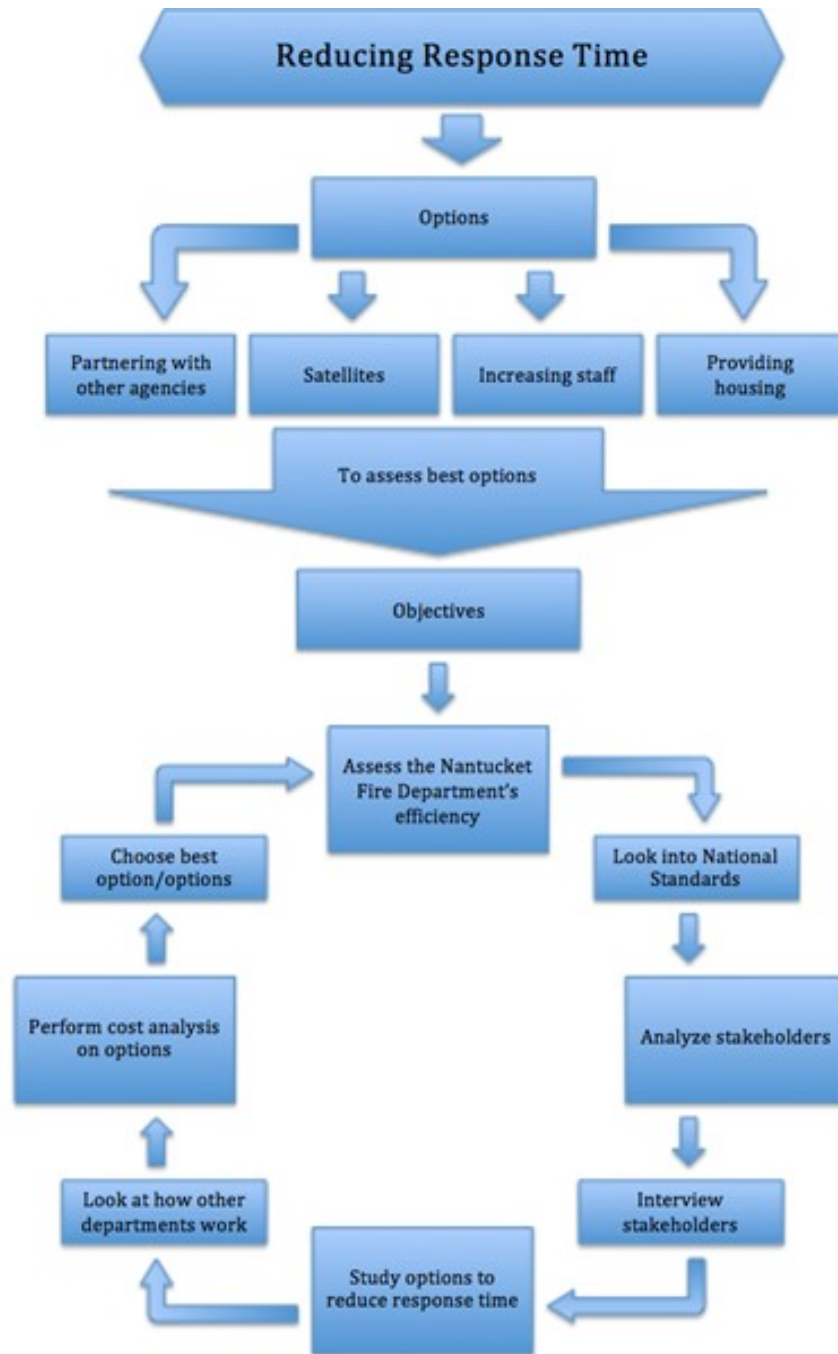 Reducing Response Time
Options
Partnering with
other agencies
Satellites
Increasing staff
Providing
housing
To assess best options
Objectives
Assess the Nantucket
Fire Department's
efficiency
Look into National
Standards
Analyze stakeholders
Interview
stakeholders
Study options to
reduce response time
Look at how other
departments work
Perform cost analysis
on options
Choose best
option/options